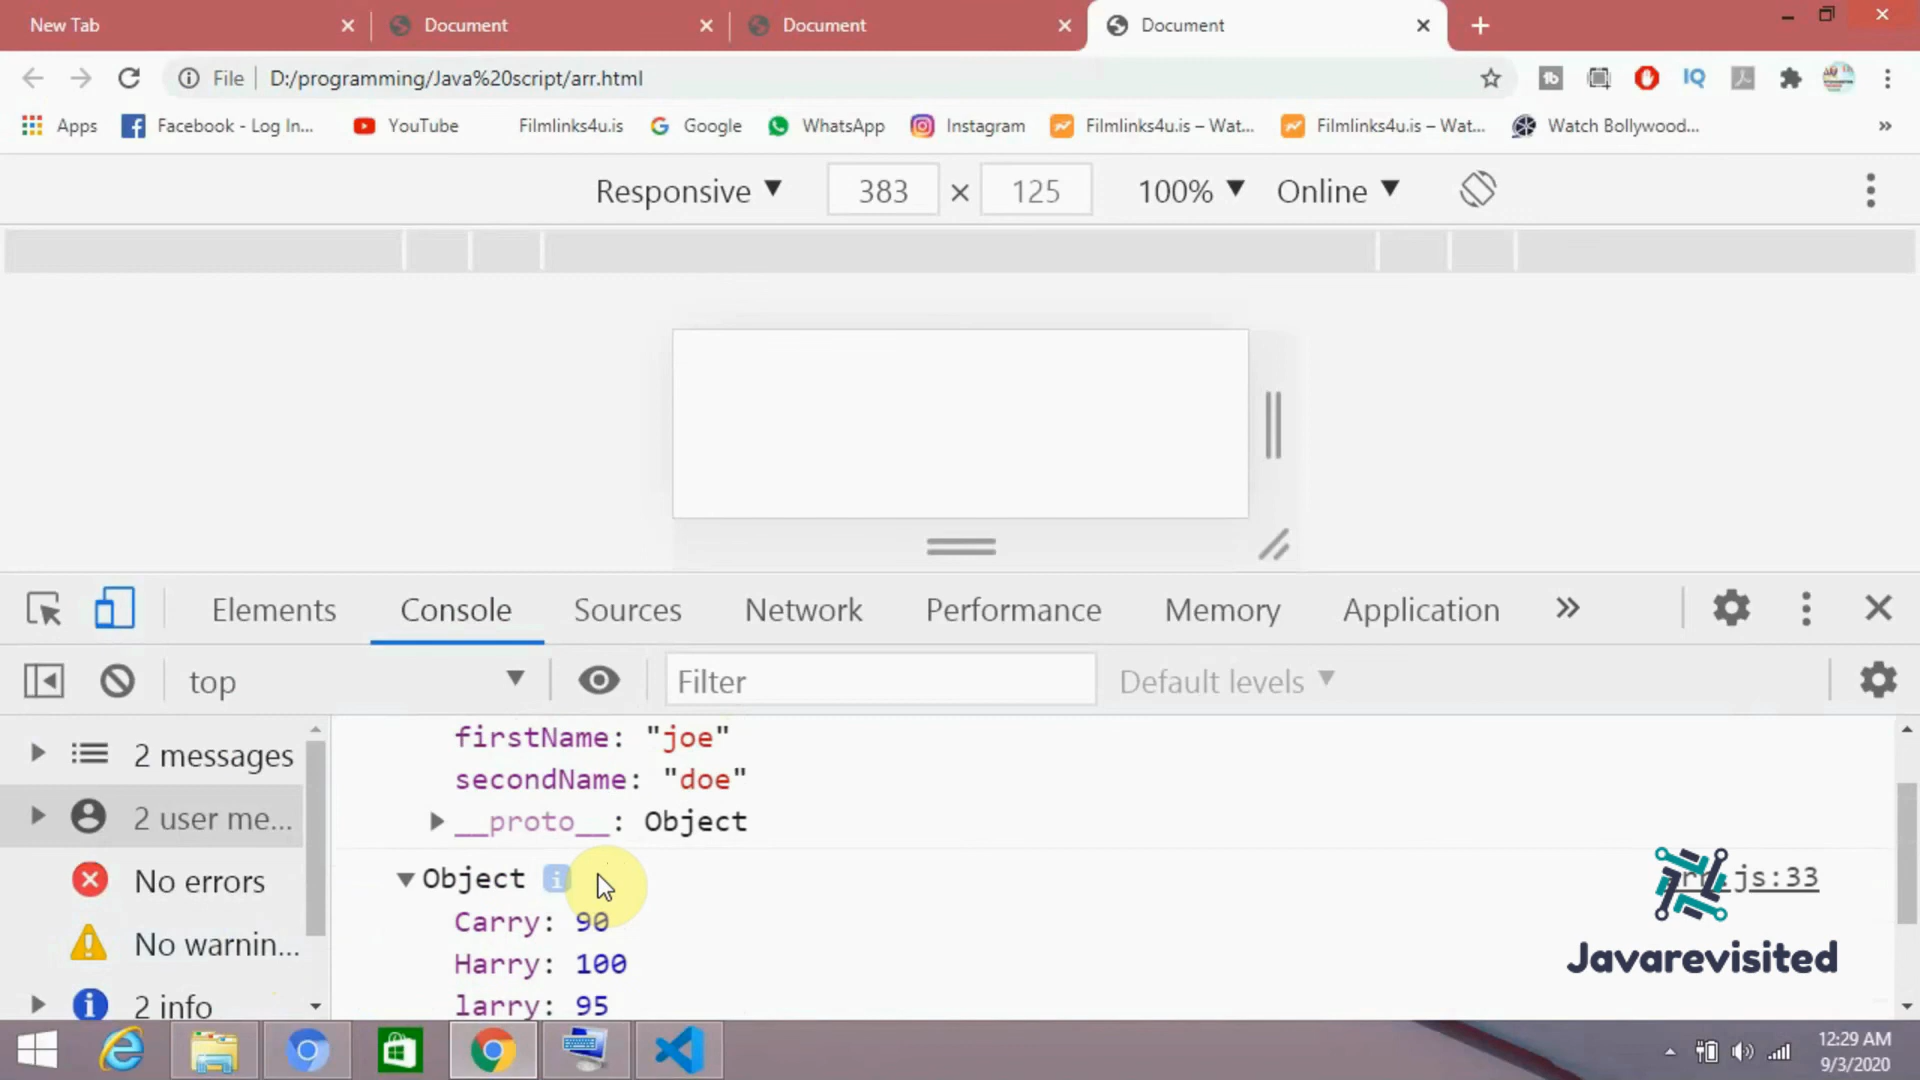 New Tab
Document
Document
Document
File
D:/programming/Java%20script/arr.html
Apps
Facebook - Log In...
YouTube
Filmlinks4u.is
Google
WhatsApp
Instagram
Filmlinks4u.is – Wat...
Filmlinks4u.is – Wat...
Watch Bollywood...
Responsive
383 × 125
100%
Online
Elements
Console
Sources
Network
Performance
Memory
Application
top
Filter
Default levels
2 messages
2 user me...
No errors
No warnin...
2 info
firstName: "joe"
secondName: "doe"
__proto__: Object
Object
js:33
Carry: 90
Harry: 100
larry: 95
Javarevisited
12:29 AM
9/3/2020